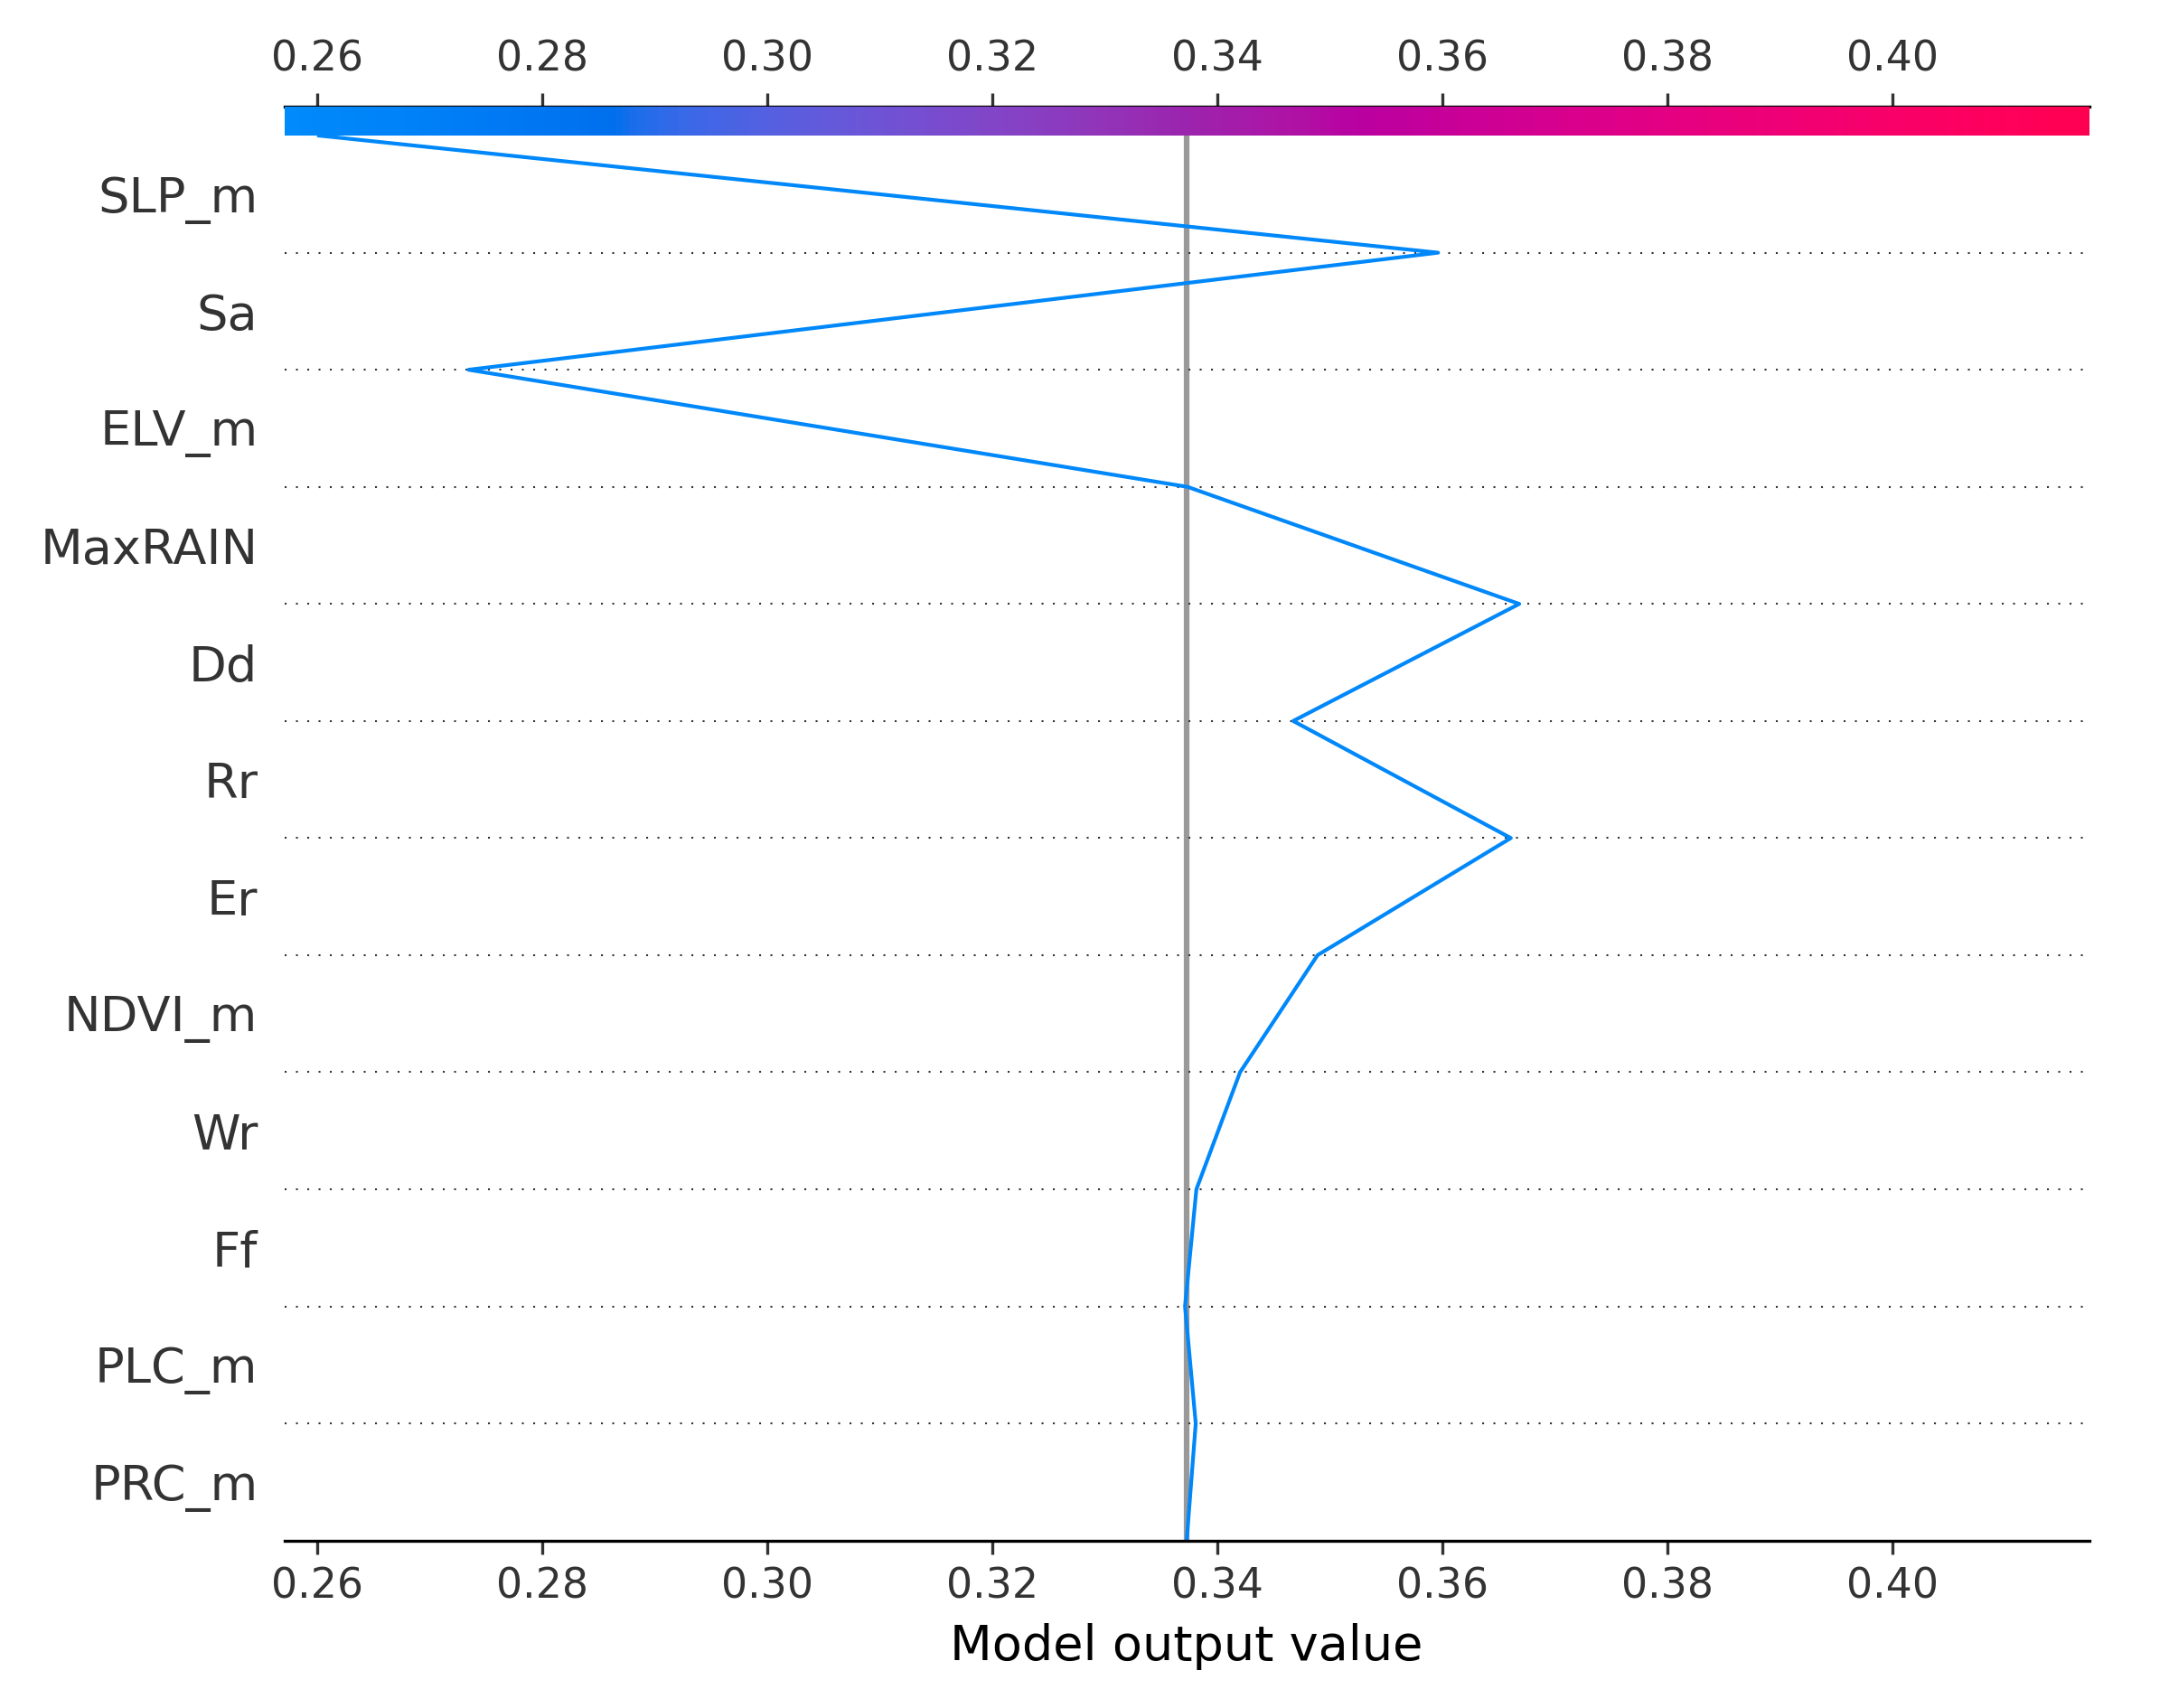 0.26 0.28 0.30 0.32 0.34 0.36 0.38 0.40
SLP_m
Sa
ELV_m
MaxRAIN
Dd
Rr
Er
NDVI_m
Wr
Ff
PLC_m
PRC_m
0.26 0.28 0.30 0.32 0.34 0.36 0.38 0.40
Model output value